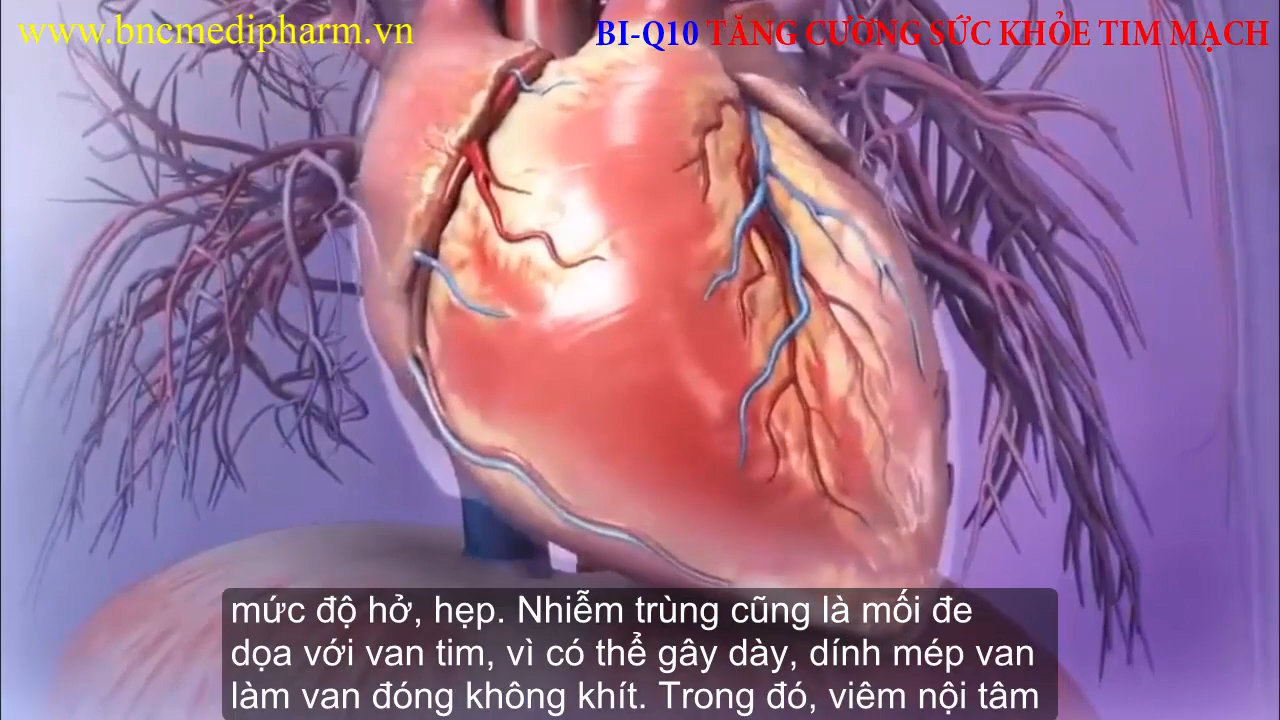 www.bncmedipharm.vn
BI-Q10 TĂNG CƯỜNG SỨC KHỎE TIM MẠCH
mức độ hở, hẹp. Nhiễm trùng cũng là mối đe
dọa với van tim, vì có thể gây dày, dính mép van
làm van đóng không khít. Trong đó, viêm nội tâm